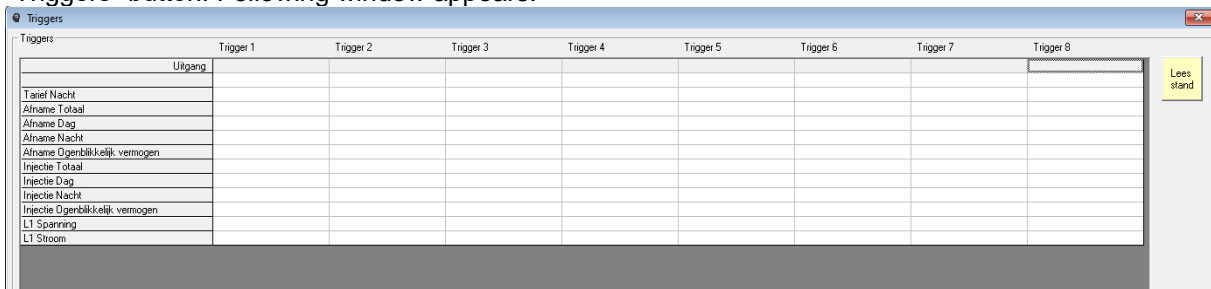 "Triggers" button. Following window appears:
Triggers
Triggers
Trigger 1 Trigger 2 Trigger 3 Trigger 4 Trigger 5 Trigger 6 Trigger 7 Trigger 8
Uitgang
Lees
stand
Tarief Nacht
Afname Totaal
Afname Dag
Afname Nacht
Afname Ogenblikkelijk vermogen
Injectie Totaal
Injectie Dag
Injectie Nacht
Injectie Ogenblikkelijk vermogen
L1 Spanning
L1 Stroom